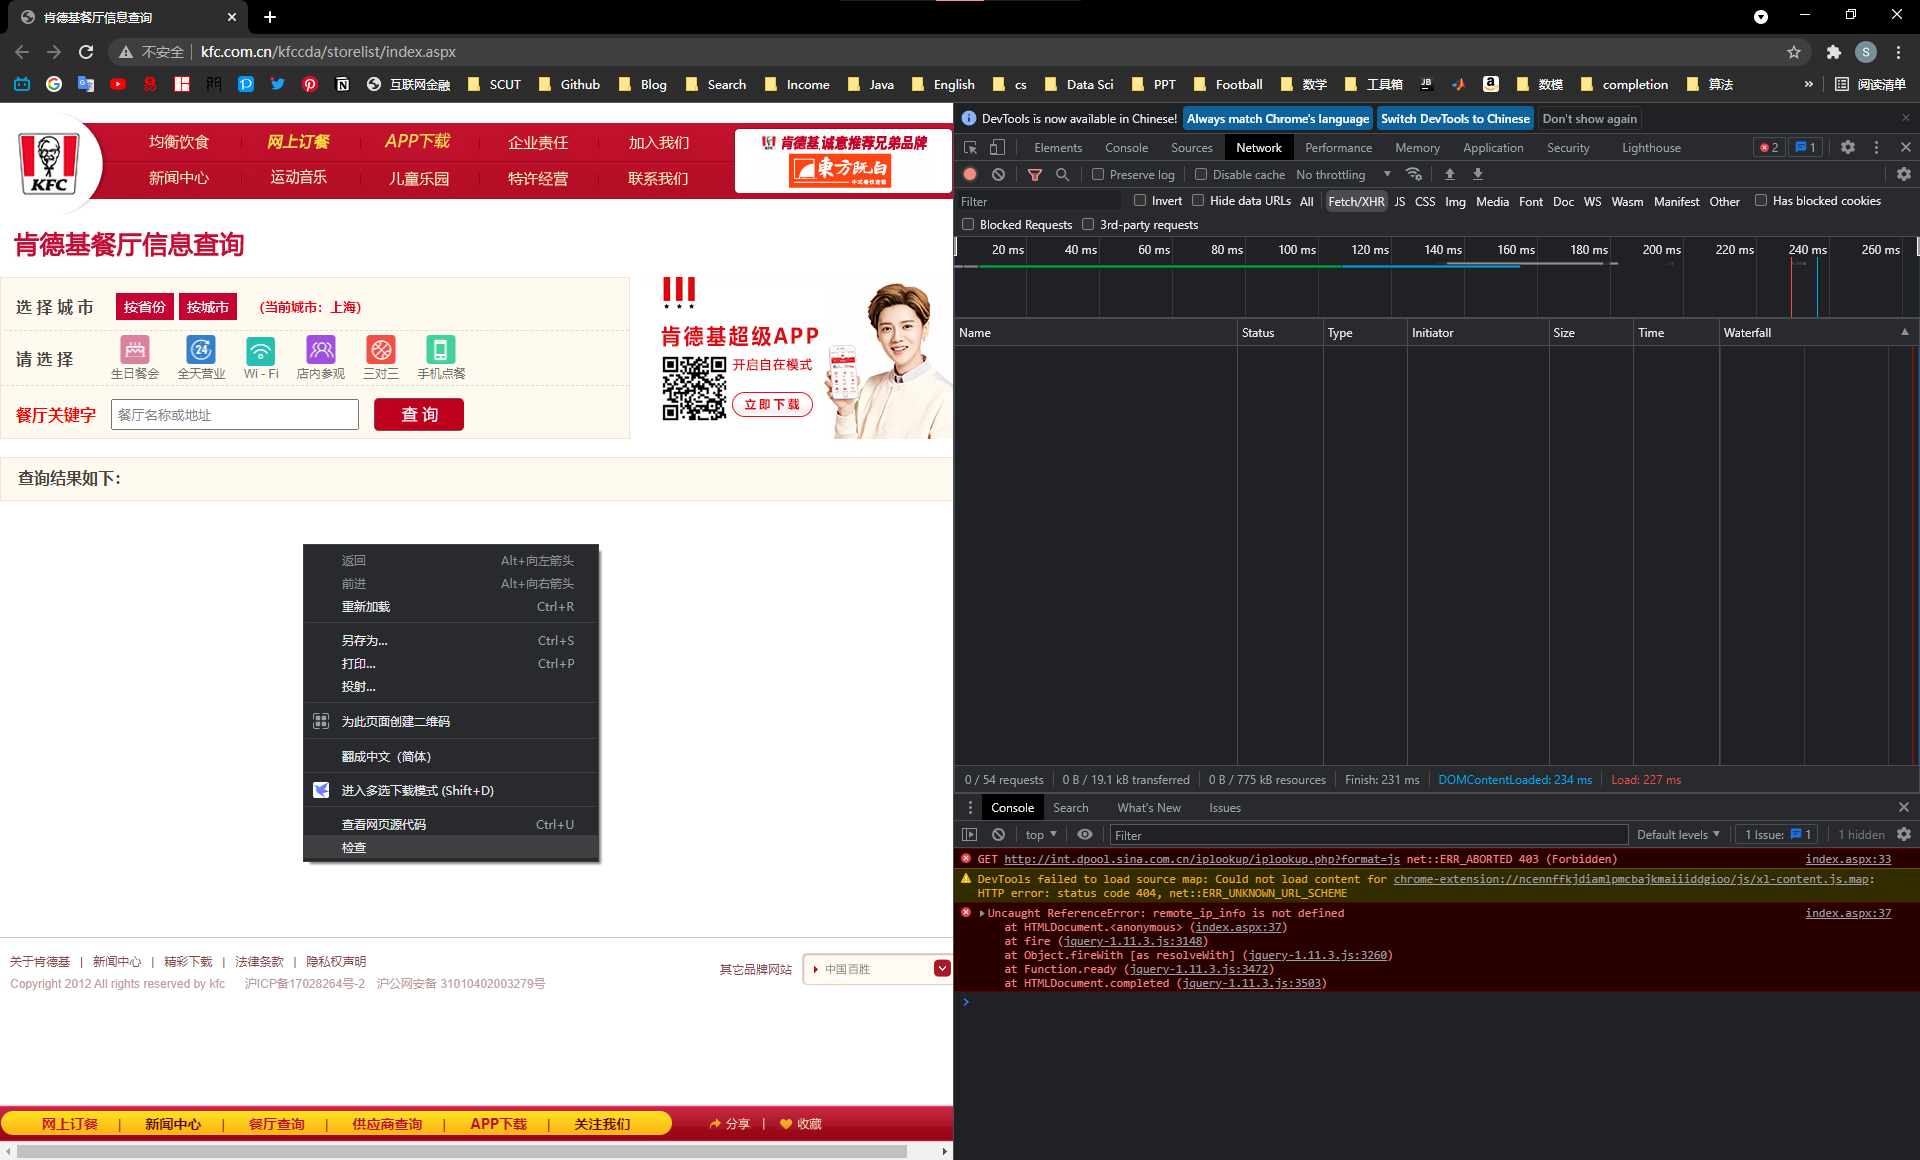 肯德基餐厅信息查询
不安全 kfc.com.cn/kfccda/storelist/index.aspx
互联网金融 SCUT Github Blog Search Income Java English cs Data Sci PPT Football 数学 工具箱 数模 completion 算法 » 阅读清单
均衡饮食 网上订餐 APP下载 企业责任 加入我们
新闻中心 运动音乐 儿童乐园 特许经营 联系我们
KFC
肯德基诚意推荐兄弟品牌
東方既白
肯德基餐厅信息查询
选择城市 按省份 按城市 (当前城市：上海)
请选择
生日餐会 全天营业 Wi-Fi 店内参观 三对三 手机点餐
24
餐厅关键字 餐厅名称或地址 查询
肯德基超级APP
开启自在模式
立即下载
查询结果如下：
返回 Alt+向左箭头
前进 Alt+向右箭头
重新加载 Ctrl+R
另存为... Ctrl+S
打印... Ctrl+P
投射...
为此页面创建二维码
翻成中文（简体）
进入多选下载模式 (Shift+D)
查看网页源代码 Ctrl+U
检查
关于肯德基 | 新闻中心 | 精彩下载 | 法律条款 | 隐私权声明
Copyright 2012 All rights reserved by kfc 沪ICP备17028264号-2 沪公网安备 31010402003279号
其它品牌网站 中国百胜
网上订餐 | 新闻中心 | 餐厅查询 | 供应商查询 | APP下载 | 关注我们 分享 | 收藏
DevTools is now available in Chinese! Always match Chrome's language Switch DevTools to Chinese Don't show again
Elements Console Sources Network Performance Memory Application Security Lighthouse 2 1
Preserve log Disable cache No throttling
Filter Invert Hide data URLs All Fetch/XHR JS CSS Img Media Font Doc WS Wasm Manifest Other Has blocked cookies
Blocked Requests 3rd-party requests
20 ms 40 ms 60 ms 80 ms 100 ms 120 ms 140 ms 160 ms 180 ms 200 ms 220 ms 240 ms 260 ms
Name Status Type Initiator Size Time Waterfall
0 / 54 requests 0 B / 19.1 kB transferred 0 B / 775 kB resources Finish: 231 ms DOMContentLoaded: 234 ms Load: 227 ms
Console Search What's New Issues
top Filter Default levels 1 Issue: 1 1 hidden
GET http://int.dpool.sina.com.cn/iplookup/iplookup.php?format=js net::ERR_ABORTED 403 (Forbidden) index.aspx:33
DevTools failed to load source map: Could not load content for chrome-extension://ncennffkjdiamlpmcbajkmaiiiddgioo/js/xl-content.js.map:
HTTP error: status code 404, net::ERR_UNKNOWN_URL_SCHEME
Uncaught ReferenceError: remote_ip_info is not defined index.aspx:37
at HTMLDocument.<anonymous> (index.aspx:37)
at fire (jquery-1.11.3.js:3148)
at Object.fireWith [as resolveWith] (jquery-1.11.3.js:3260)
at Function.ready (jquery-1.11.3.js:3472)
at HTMLDocument.completed (jquery-1.11.3.js:3503)